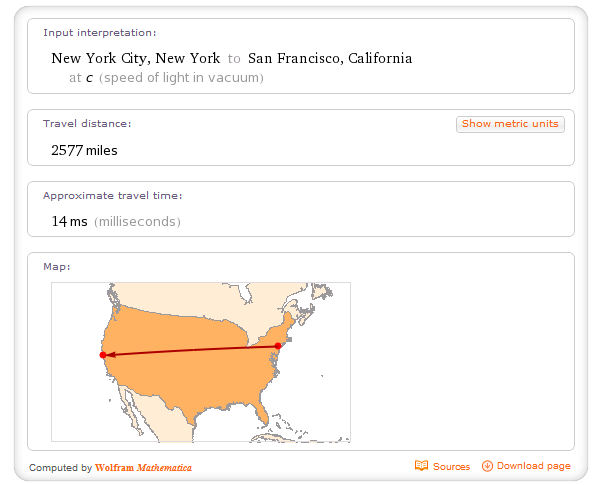 Input interpretation:
New York City, New York to San Francisco, California
at c (speed of light in vacuum)
Travel distance:
Show metric units
2577 miles
Approximate travel time:
14 ms (milliseconds)
Map:
Computed by Wolfram Mathematica
Sources
Download page